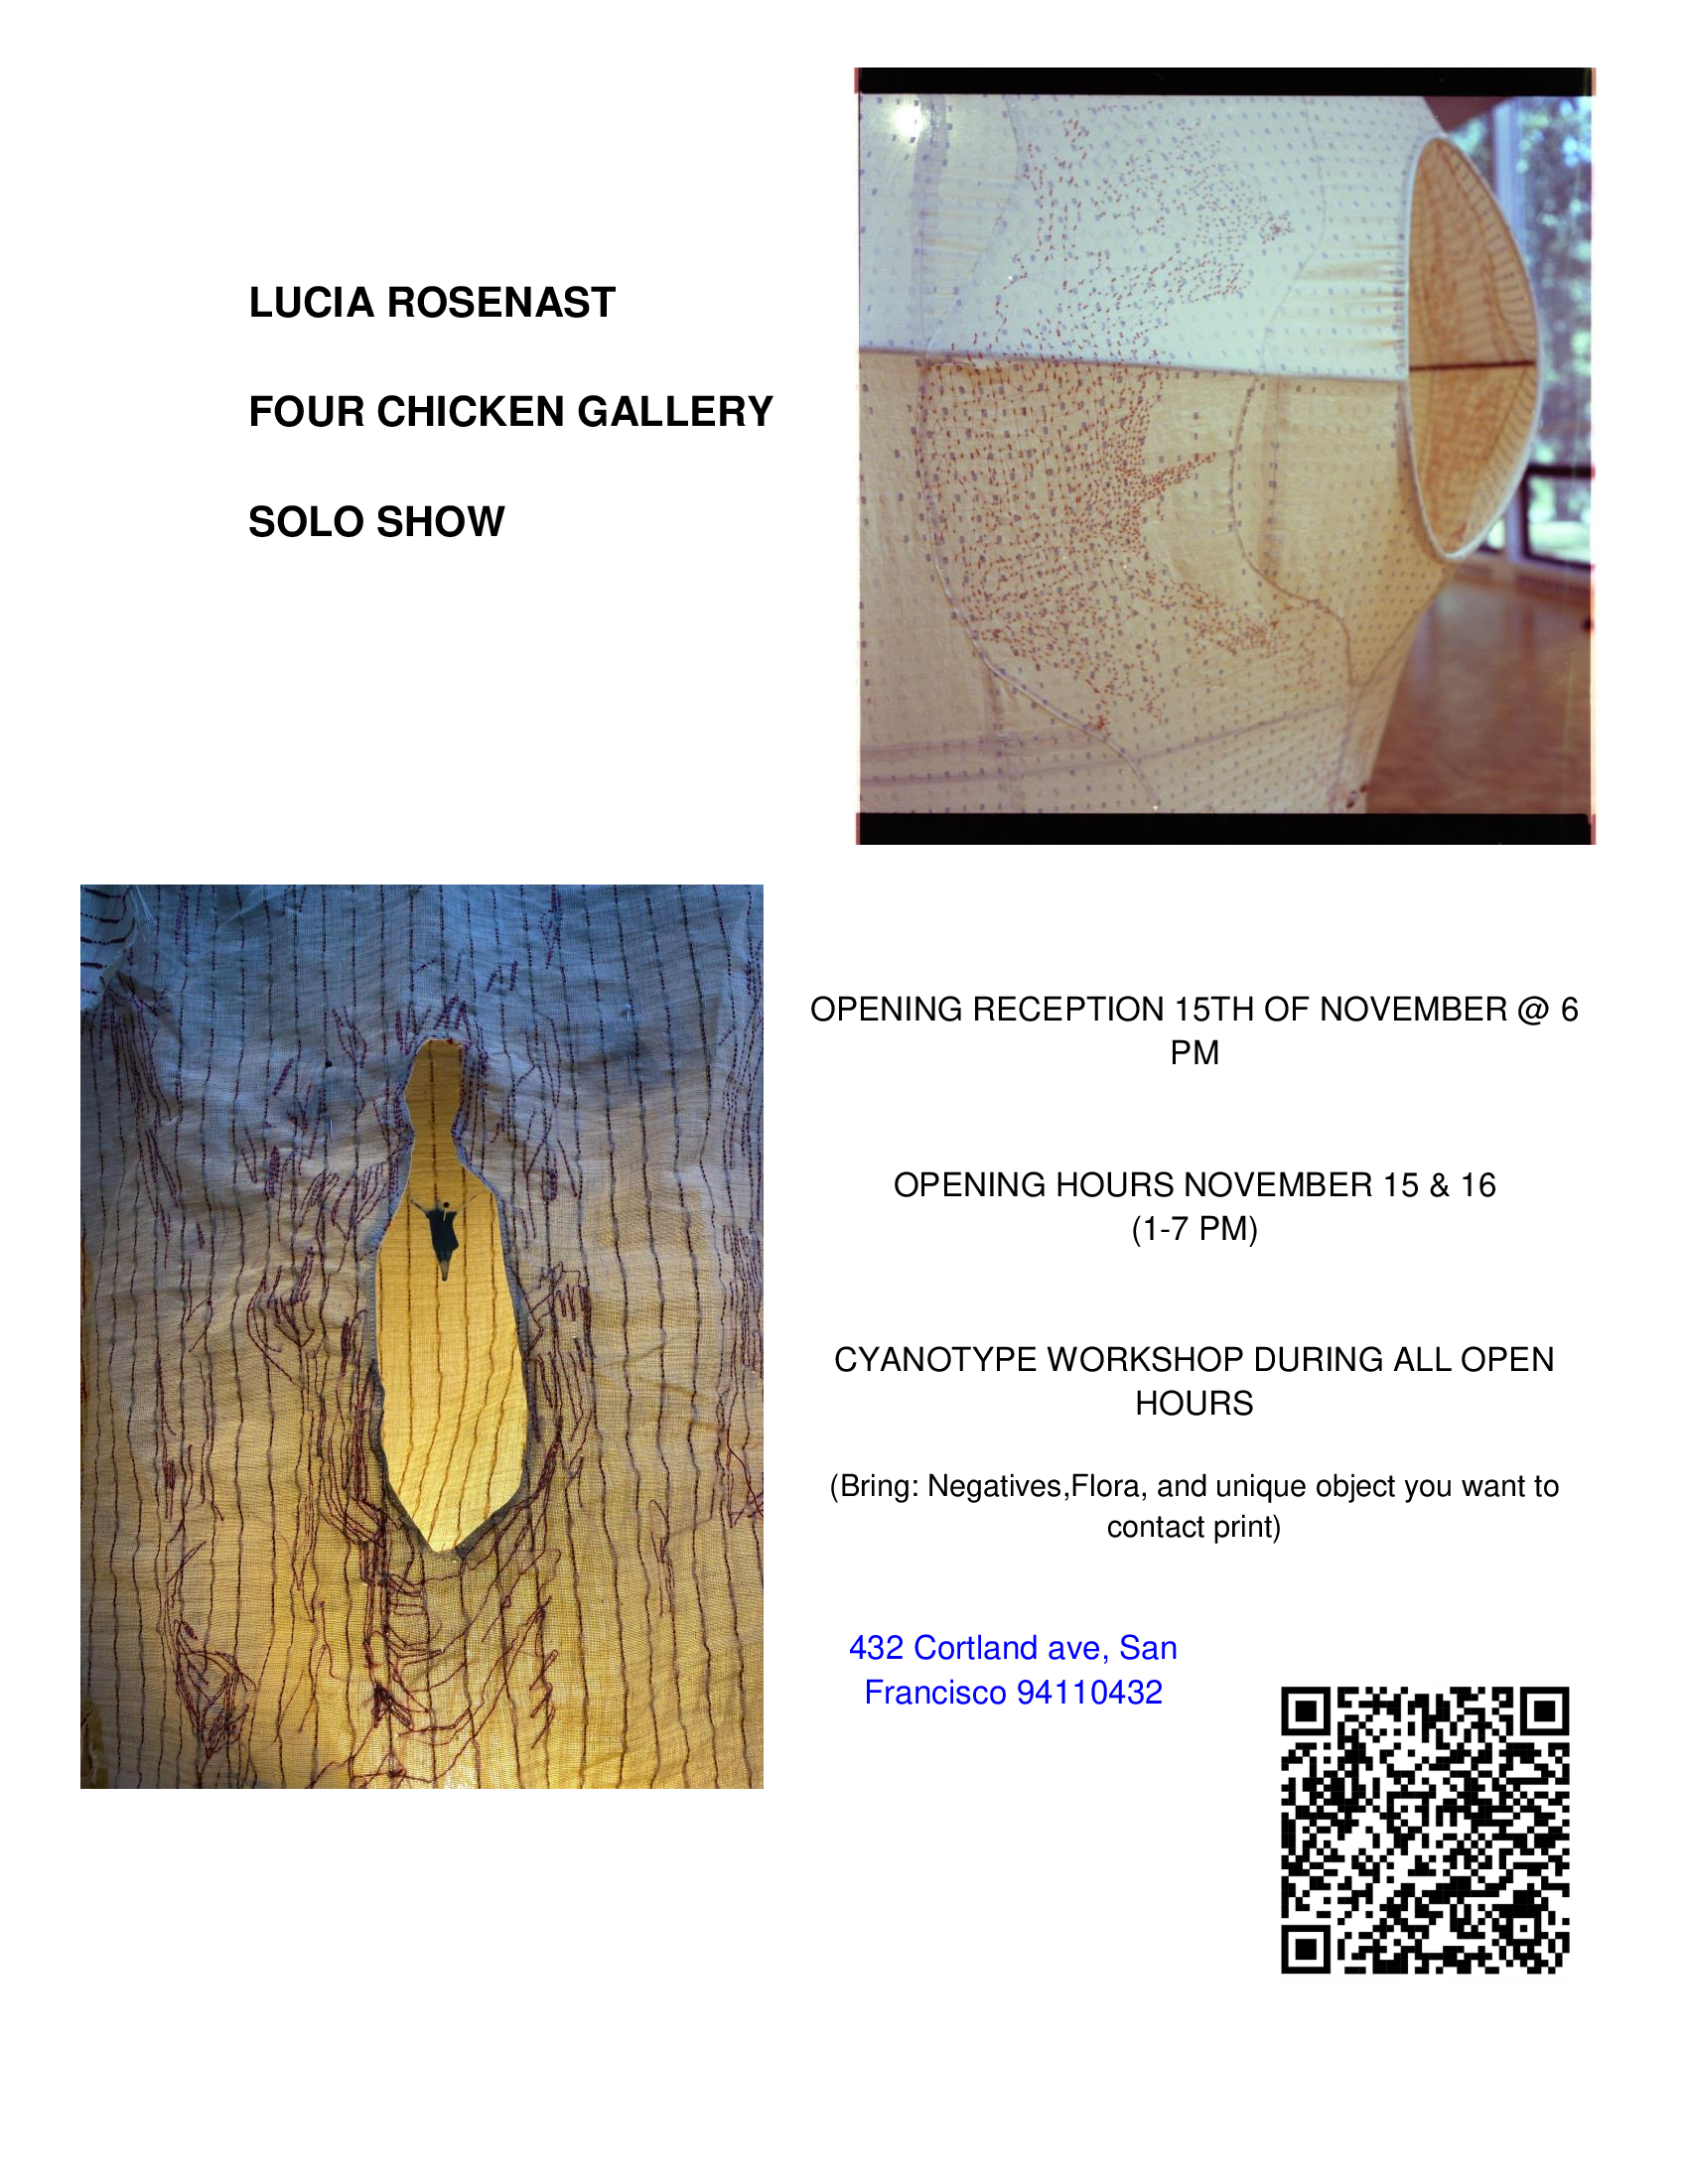 LUCIA ROSENAST
FOUR CHICKEN GALLERY
SOLO SHOW
OPENING RECEPTION 15TH OF NOVEMBER @ 6
PM
OPENING HOURS NOVEMBER 15 & 16
(1-7 PM)
CYANOTYPE WORKSHOP DURING ALL OPEN
HOURS
(Bring: Negatives,Flora, and unique object you want to
contact print)
432 Cortland ave, San
Francisco 94110432